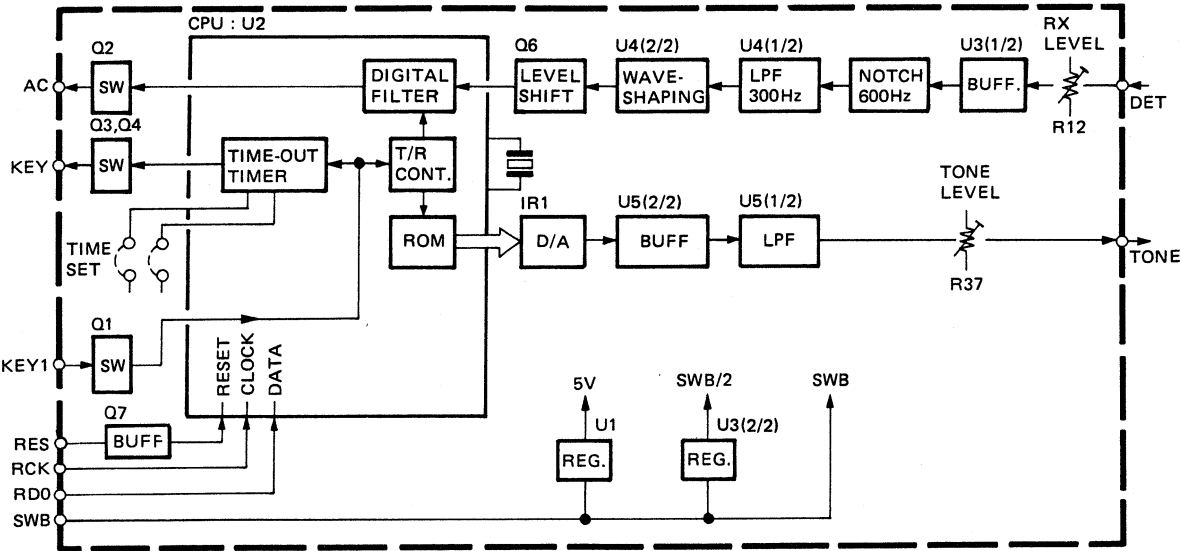 CPU : U2
Q2
AC
SW
DIGITAL
FILTER
Q6
LEVEL
SHIFT
U4(2/2)
WAVE-
SHAPING
U4(1/2)
LPF
300Hz
NOTCH
600Hz
U3(1/2)
BUFF.
RX
LEVEL
R12
DET
Q3,Q4
KEY
SW
TIME-OUT
TIMER
T/R
CONT.
ROM
IR1
D/A
U5(2/2)
BUFF
U5(1/2)
LPF
TONE
LEVEL
R37
TONE
TIME
SET
Q1
KEY1
SW
RESET
CLOCK
DATA
Q7
RES
BUFF
RCK
RD0
SWB
5V
U1
REG.
SWB/2
U3(2/2)
REG.
SWB